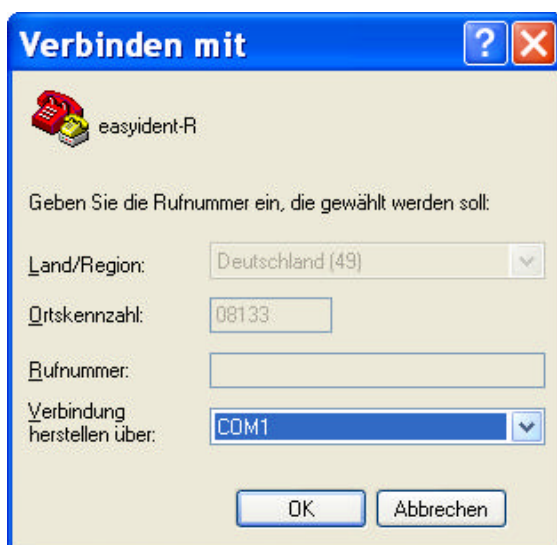 Verbinden mit
easyident-R
Geben Sie die Rufnummer ein, die gewählt werden soll:
Land/Region: Deutschland (49)
Ortskennzahl: 08133
Rufnummer:
Verbindung
herstellen über: COM1
OK Abbrechen